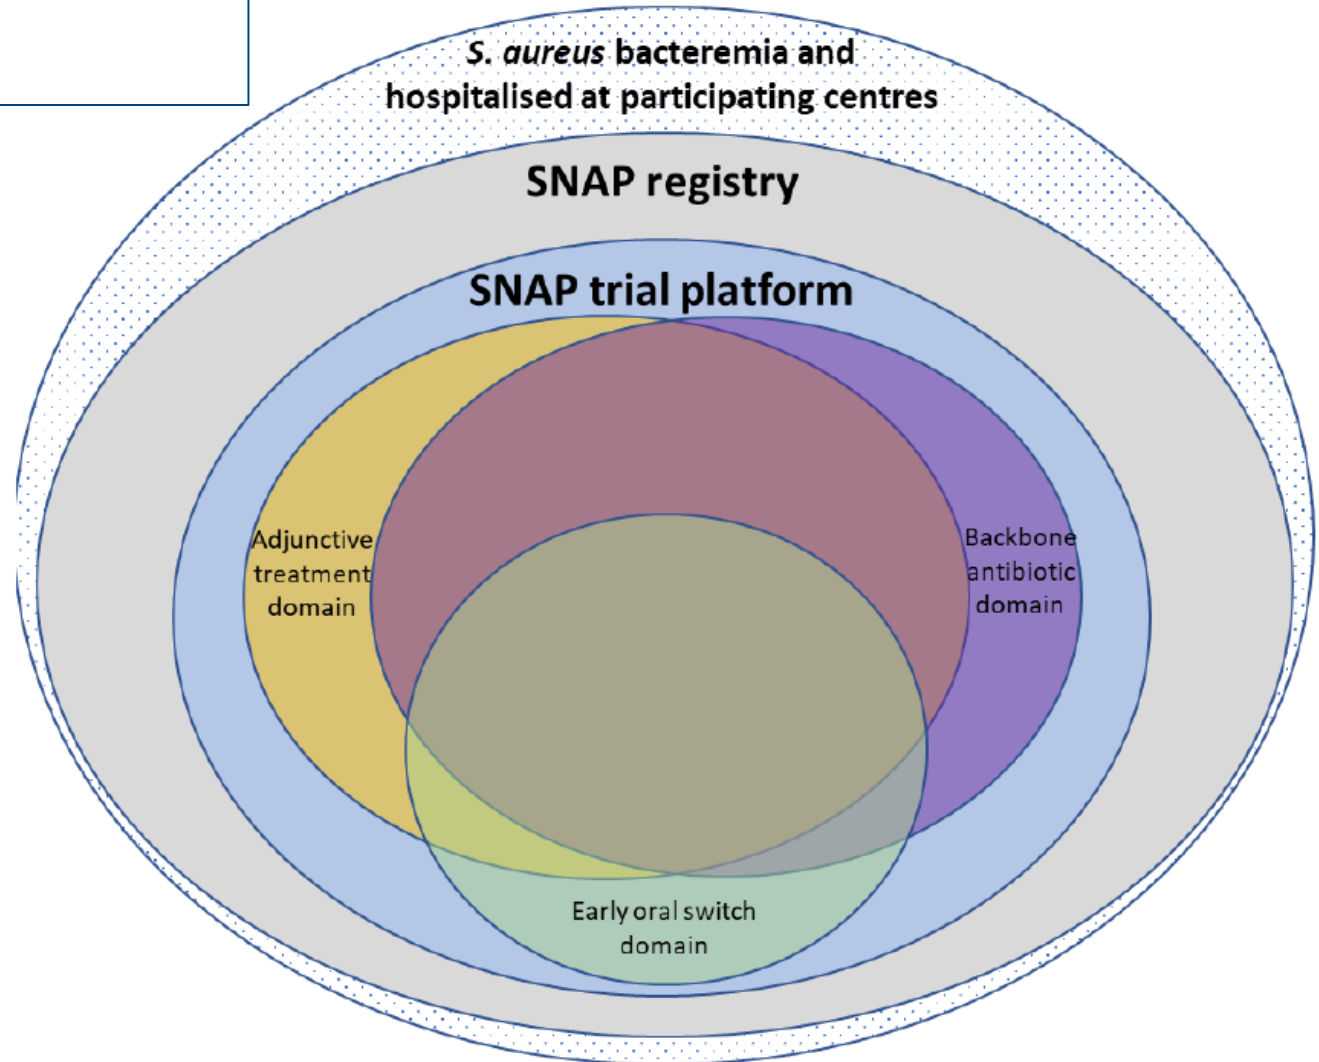 S. aureus bacteremia and
hospitalised at participating centres
SNAP registry
SNAP trial platform
Adjunctive
treatment
domain
Backbone
antibiotic
domain
Early oral switch
domain